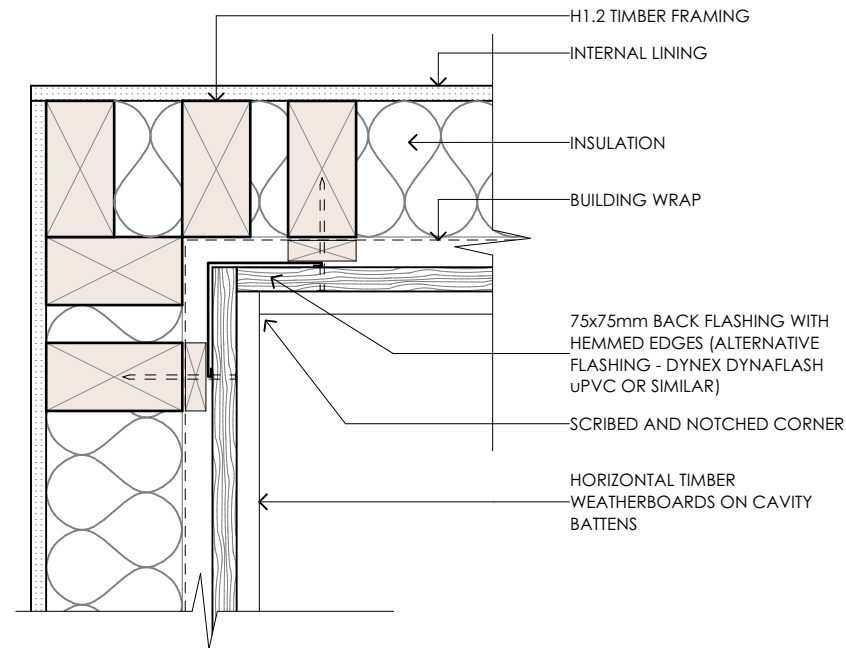 H1.2 TIMBER FRAMING
INTERNAL LINING
INSULATION
BUILDING WRAP
75x75mm BACK FLASHING WITH
HEMMED EDGES (ALTERNATIVE
FLASHING - DYNEX DYNAFLASH
uPVC OR SIMILAR)
SCRIBED AND NOTCHED CORNER
HORIZONTAL TIMBER
WEATHERBOARDS ON CAVITY
BATTENS